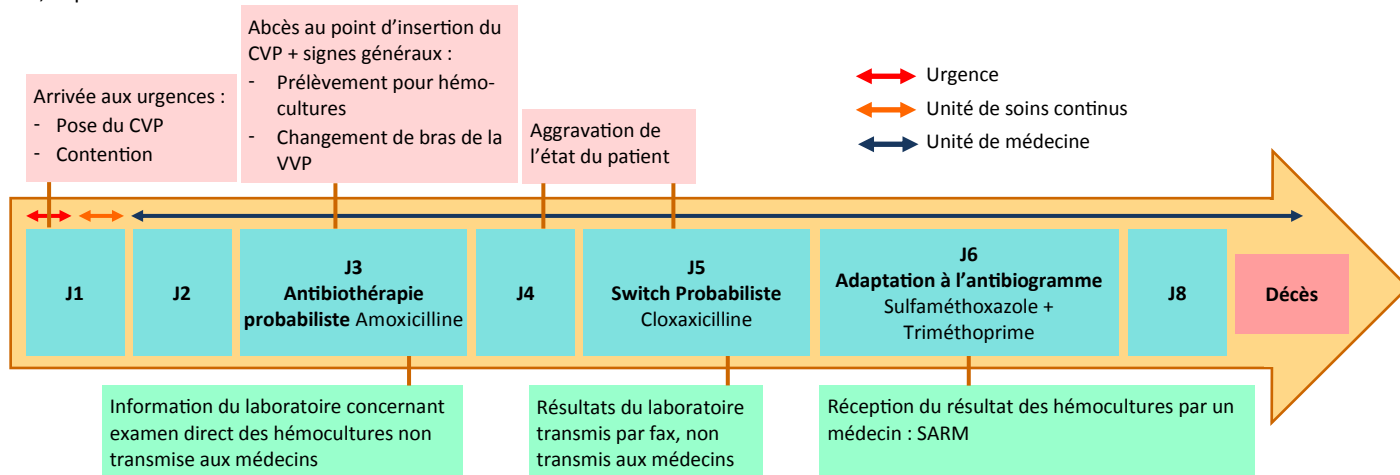 Arrivée aux urgences :
- Pose du CVP
- Contention
Abcès au point d’insertion du
CVP + signes généraux :
- Prélèvement pour hémo-
cultures
- Changement de bras de la
VVP
Aggravation de
l’état du patient
Urgence
Unité de soins continus
Unité de médecine
J1
J2
J3
Antibiothérapie
probabiliste Amoxicilline
J4
J5
Switch Probabiliste
Cloxaxicilline
J6
Adaptation à l’antibiogramme
Sulfaméthoxazole +
Triméthoprime
J8
Décès
Information du laboratoire concernant
examen direct des hémocultures non
transmise aux médecins
Résultats du laboratoire
transmis par fax, non
transmis aux médecins
Réception du résultat des hémocultures par un
médecin : SARM